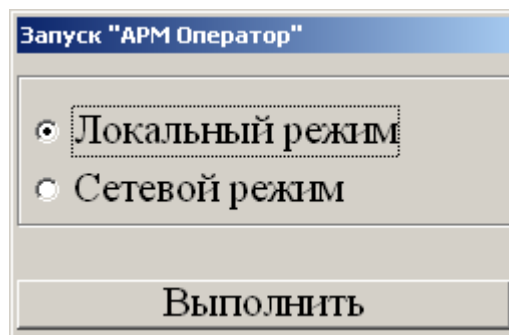 Запуск "АРМ Оператор"
Локальный режим
Сетевой режим
Выполнить